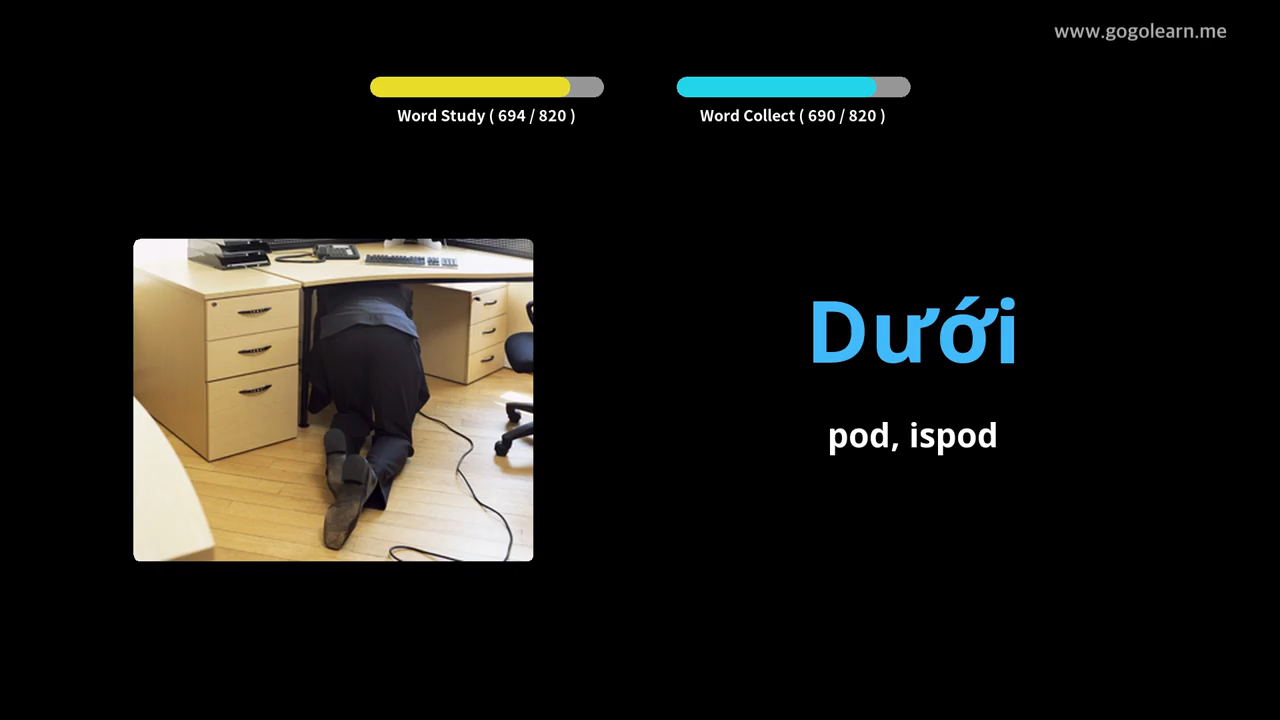 www.gogolearn.me
Word Study ( 694 / 820 )
Word Collect ( 690 / 820 )
Dưới
pod, ispod